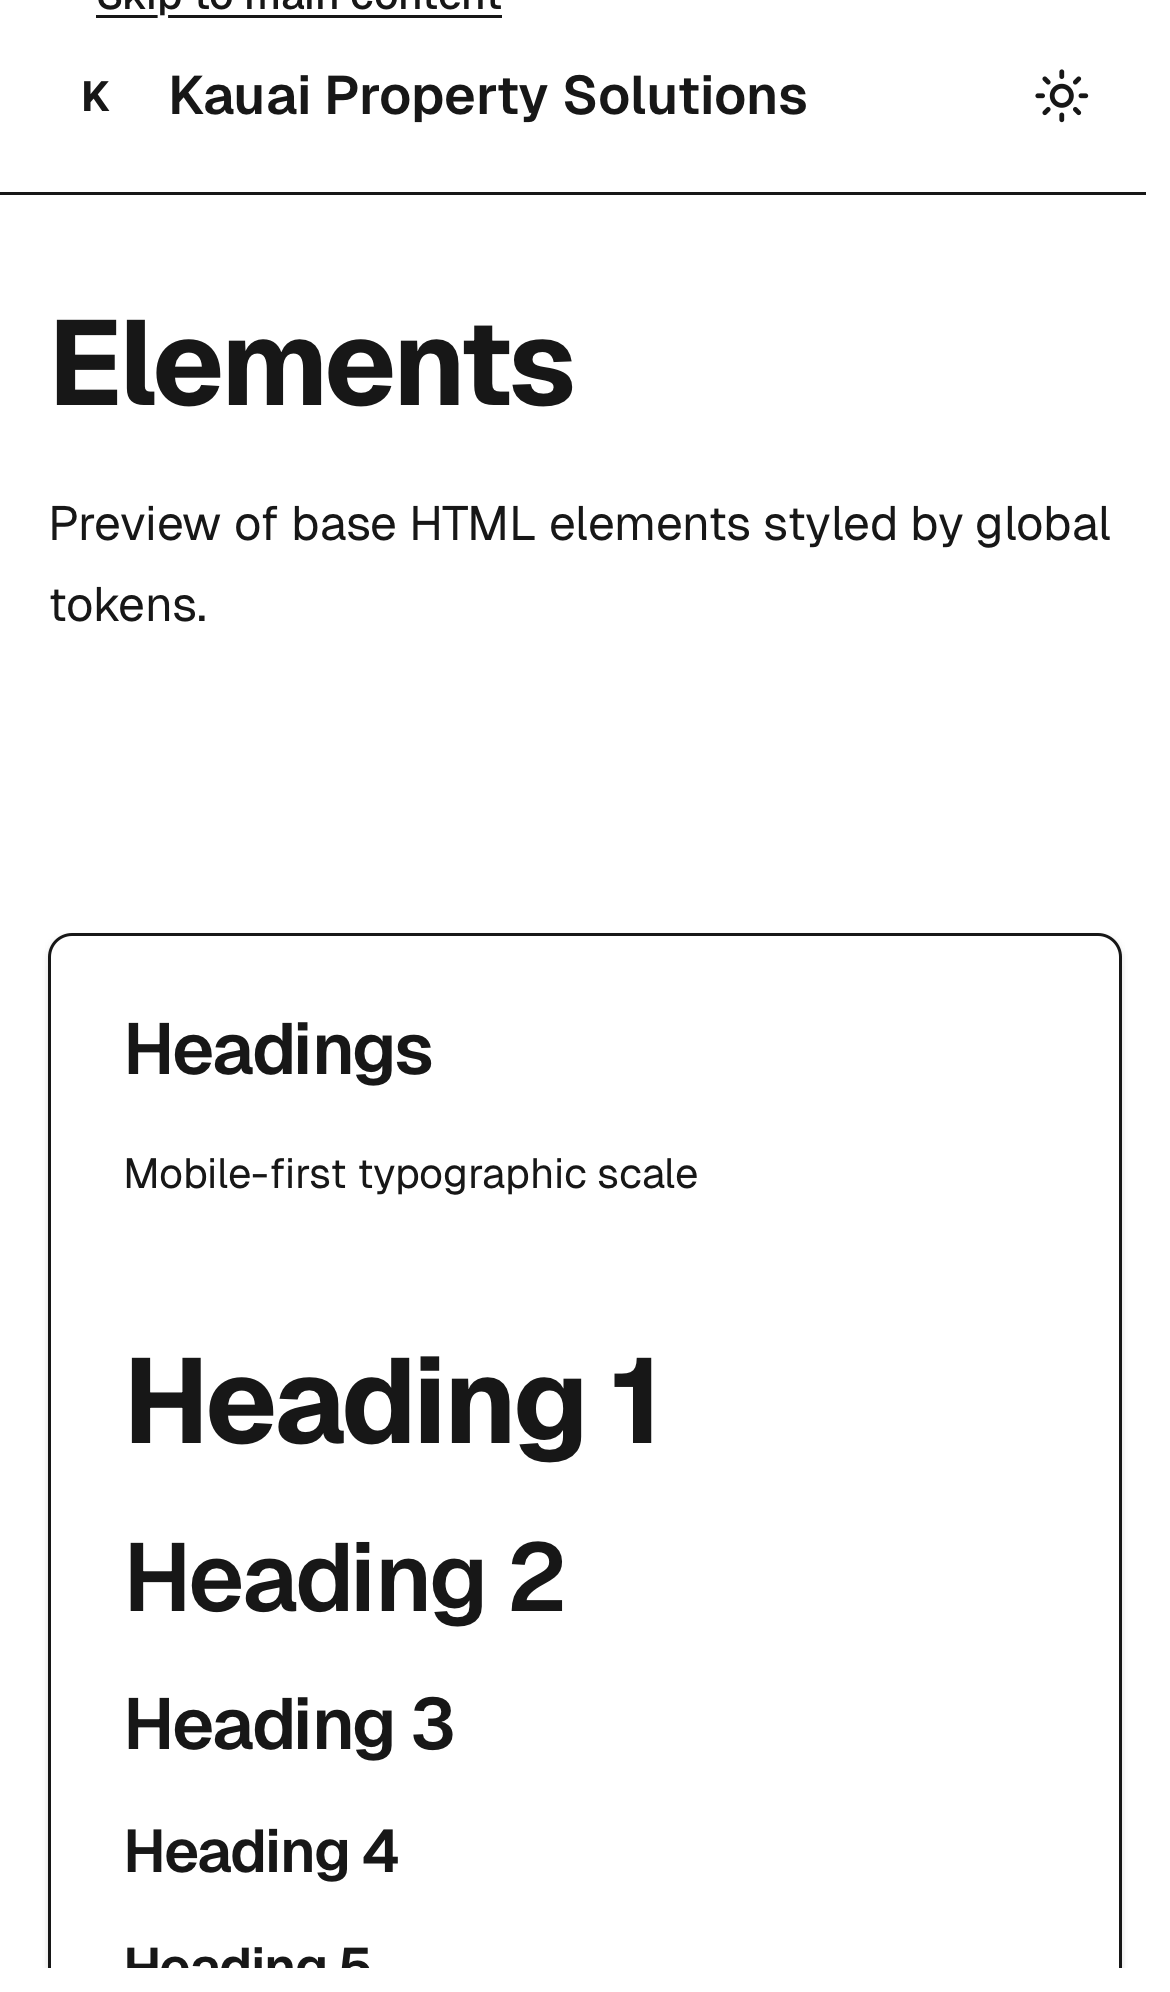 Skip to main content
K Kauai Property Solutions
Elements
Preview of base HTML elements styled by global
tokens.
Headings
Mobile-first typographic scale
Heading 1
Heading 2
Heading 3
Heading 4
Heading 5